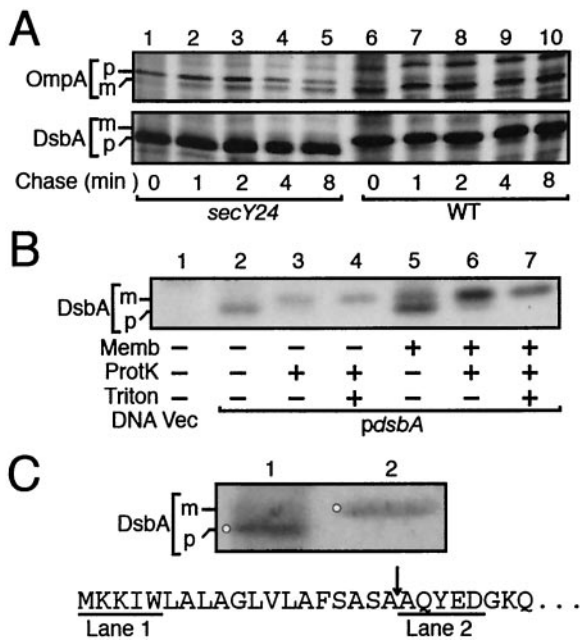 A
1 2 3 4 5 6 7 8 9 10
OmpA p
m
DsbA m
p
Chase (min) 0 1 2 4 8 0 1 2 4 8
secY24 WT
B
1 2 3 4 5 6 7
DsbA m
p
Memb – – – – + + +
ProtK – – + + – + +
Triton – – – + – – +
DNA Vec pdsbA
C
1 2
DsbA m
p
MKKIWLALAGLVLAFSASAAQYEDGKQ...
Lane 1 Lane 2